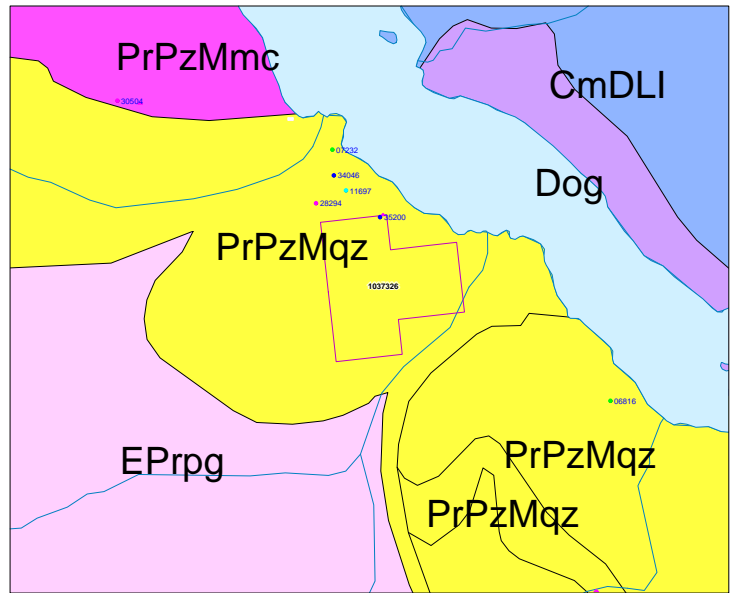 PrPzMmc
CmDLI
30504
07232
Dog
34046
11697
28294
35200
PrPzMqz
1037326
06816
EPrpg
PrPzMqz
PrPzMqz